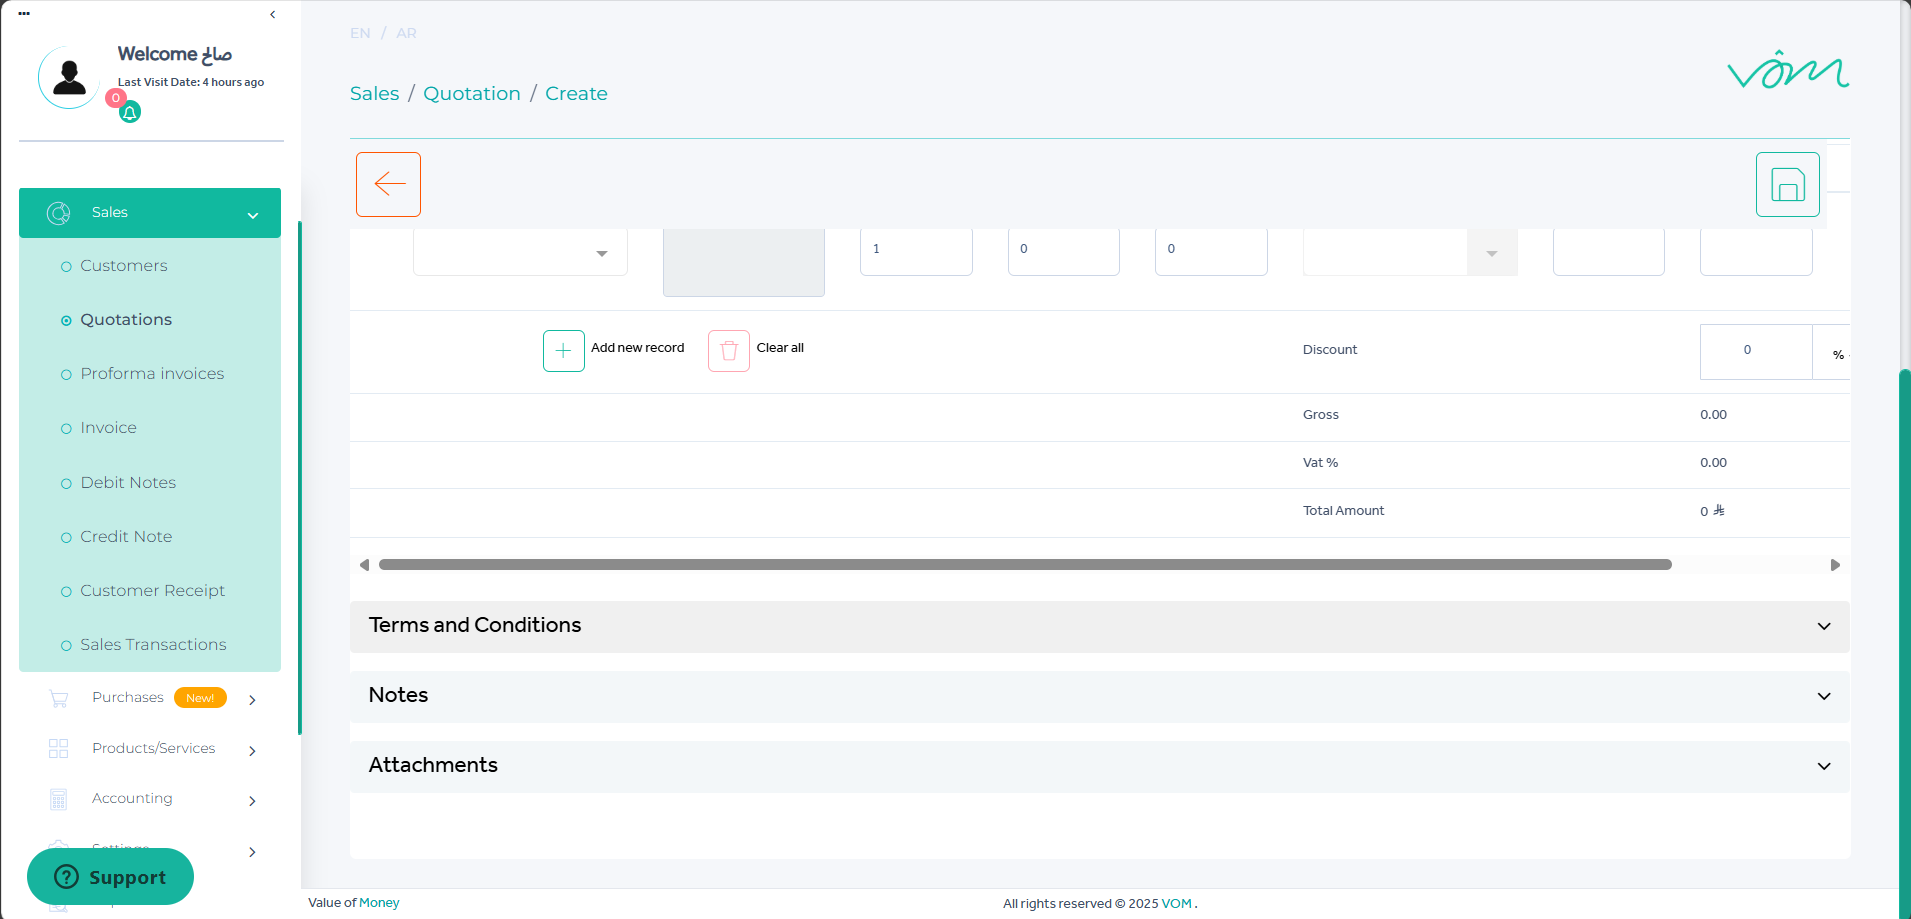 Welcome صالح
Last Visit Date: 4 hours ago
0
Sales
Customers
Quotations
Proforma invoices
Invoice
Debit Notes
Credit Note
Customer Receipt
Sales Transactions
Purchases New!
Products/Services
Accounting
Support
EN / AR
vôm
Sales / Quotation / Create
1 0 0
Add new record Clear all Discount 0 %
Gross 0.00
Vat % 0.00
Total Amount 0 ⃁
Terms and Conditions
Notes
Attachments
Value of Money All rights reserved © 2025 VOM .